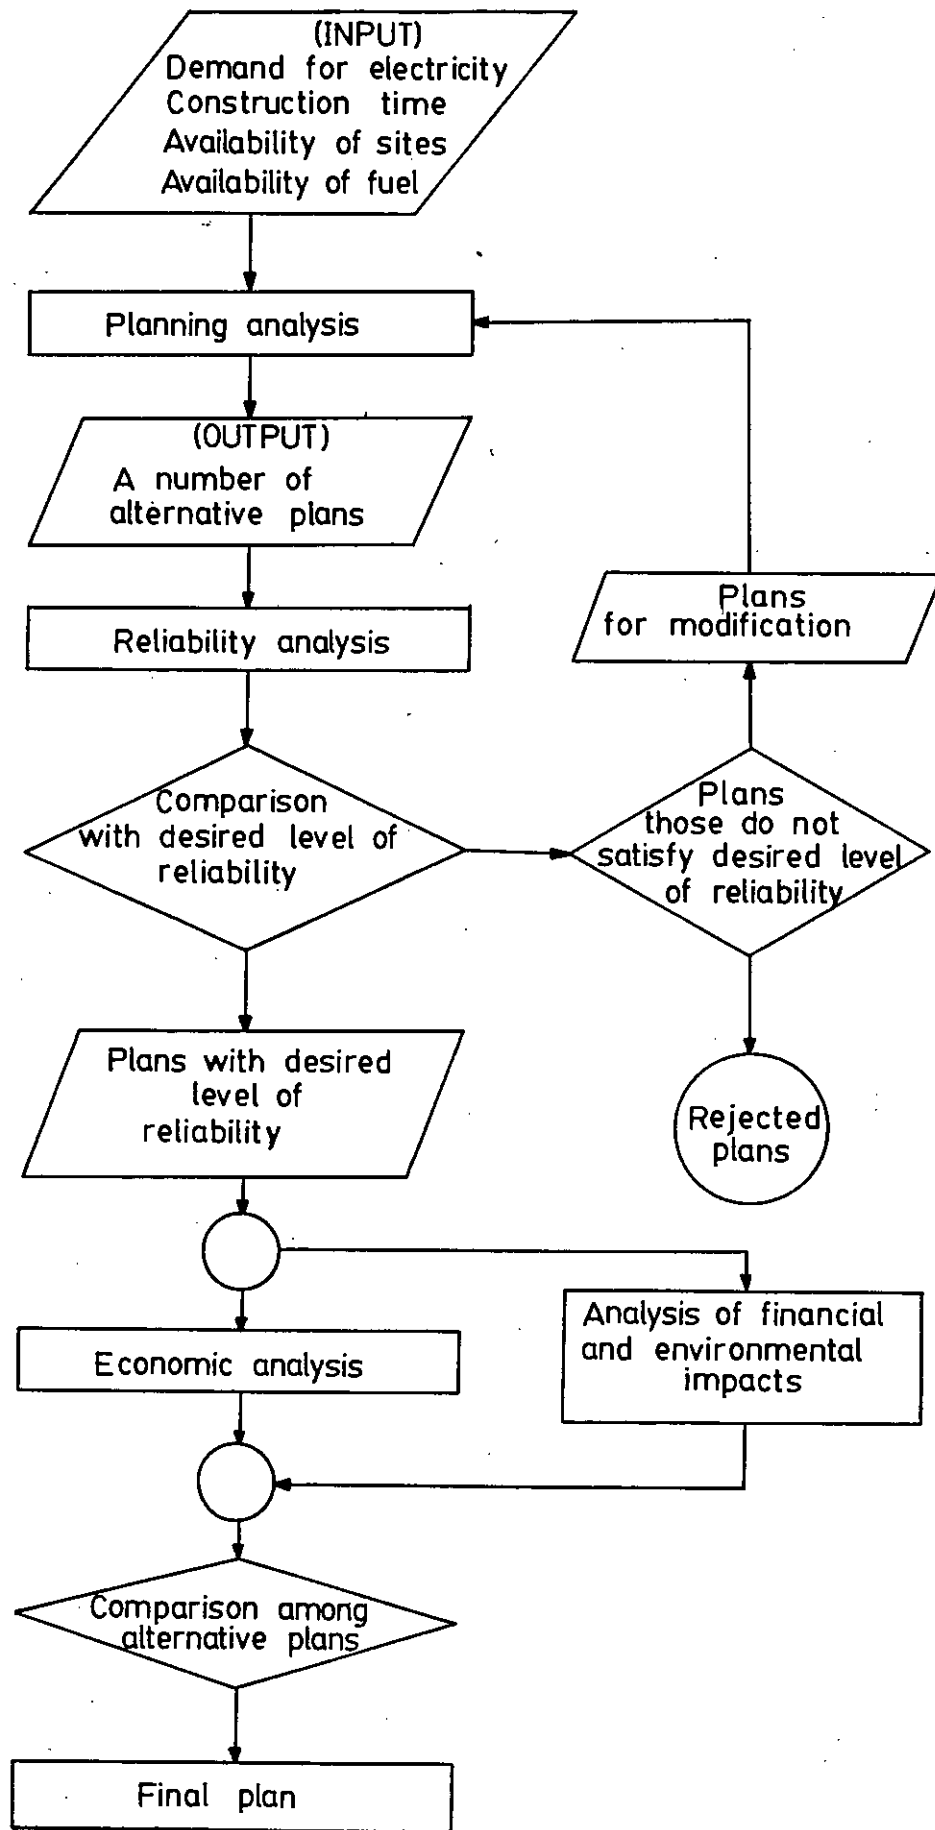 (INPUT)
Demand for electricity
Construction time
Availability of sites
Availability of fuel
Planning analysis
(OUTPUT)
A number of
alternative plans
Reliability analysis
Plans
for modification
Comparison
with desired level of
reliability
Plans
those do not
satisfy desired level
of reliability
Plans with desired
level of
reliability
Rejected
plans
Economic analysis
Analysis of financial
and environmental
impacts
Comparison among
alternative plans
Final plan